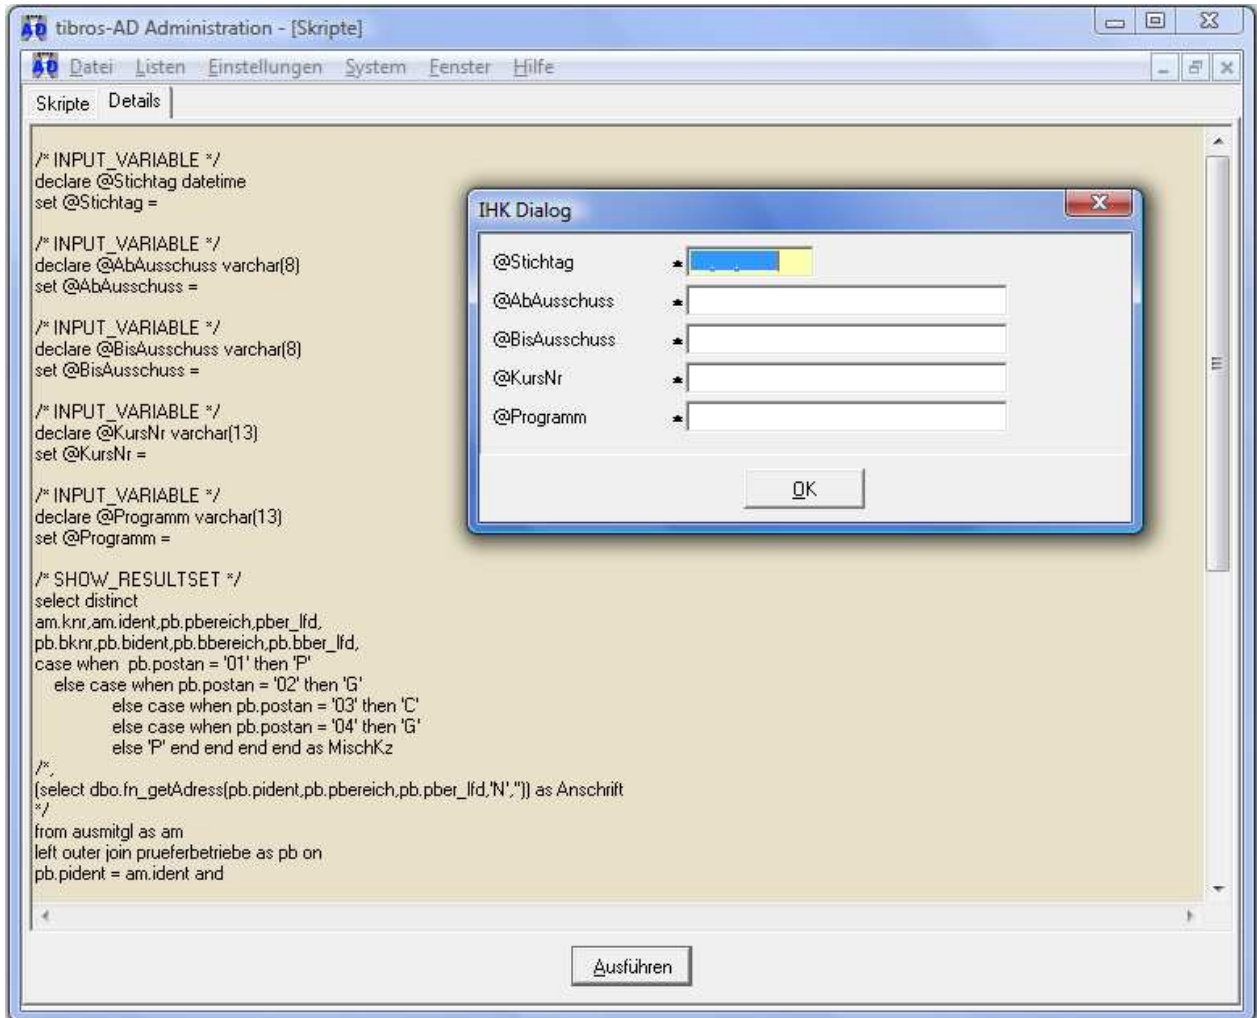 AD tibros-AD Administration - [Skripte]
AD Datei Listen Einstellungen System Fenster Hilfe
Skripte Details
/* INPUT_VARIABLE */
declare @Stichtag datetime
set @Stichtag =
/* INPUT_VARIABLE */
declare @AbAusschuss varchar(8)
set @AbAusschuss =
/* INPUT_VARIABLE */
declare @BisAusschuss varchar(8)
set @BisAusschuss =
/* INPUT_VARIABLE */
declare @KursNr varchar(13)
set @KursNr =
/* INPUT_VARIABLE */
declare @Programm varchar(13)
set @Programm =
/* SHOW_RESULTSET */
select distinct
am.knr,am.ident,pb.pbereich,pber_lfd,
pb.bknr,pb.bident,pb.bbereich,pb.bber_lfd,
case when pb.postan = '01' then 'P'
else case when pb.postan = '02' then 'G'
else case when pb.postan = '03' then 'C'
else case when pb.postan = '04' then 'G'
else 'P' end end end end as MischKz
/*,
(select dbo.fn_getAdress(pb.pident,pb.pbereich,pb.pber_lfd,'N','')) as Anschrift
*/
from ausmitgl as am
left outer join prueferbetriebe as pb on
pb.pident = am.ident and
IHK Dialog
@Stichtag *
@AbAusschuss *
@BisAusschuss *
@KursNr *
@Programm *
OK
Ausführen